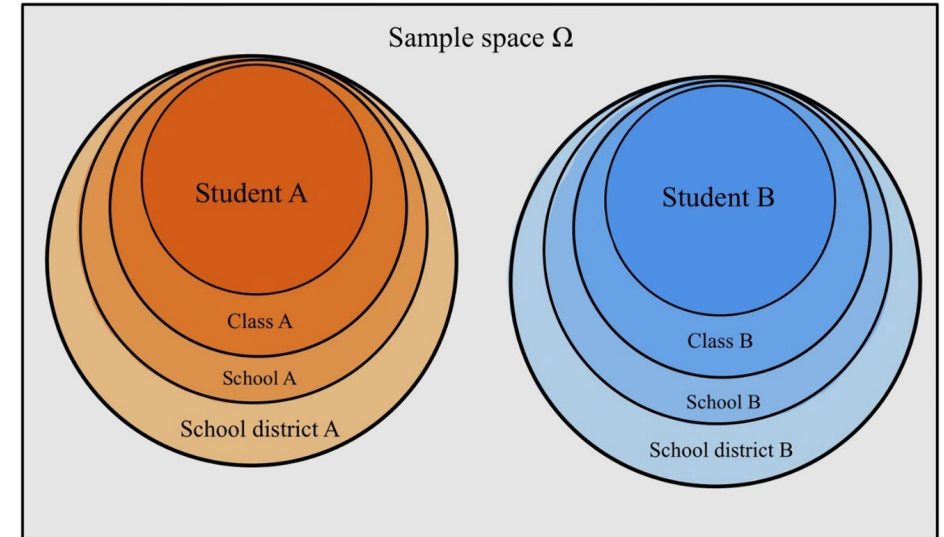 Sample space Ω
Student A
Class A
School A
School district A
Student B
Class B
School B
School district B